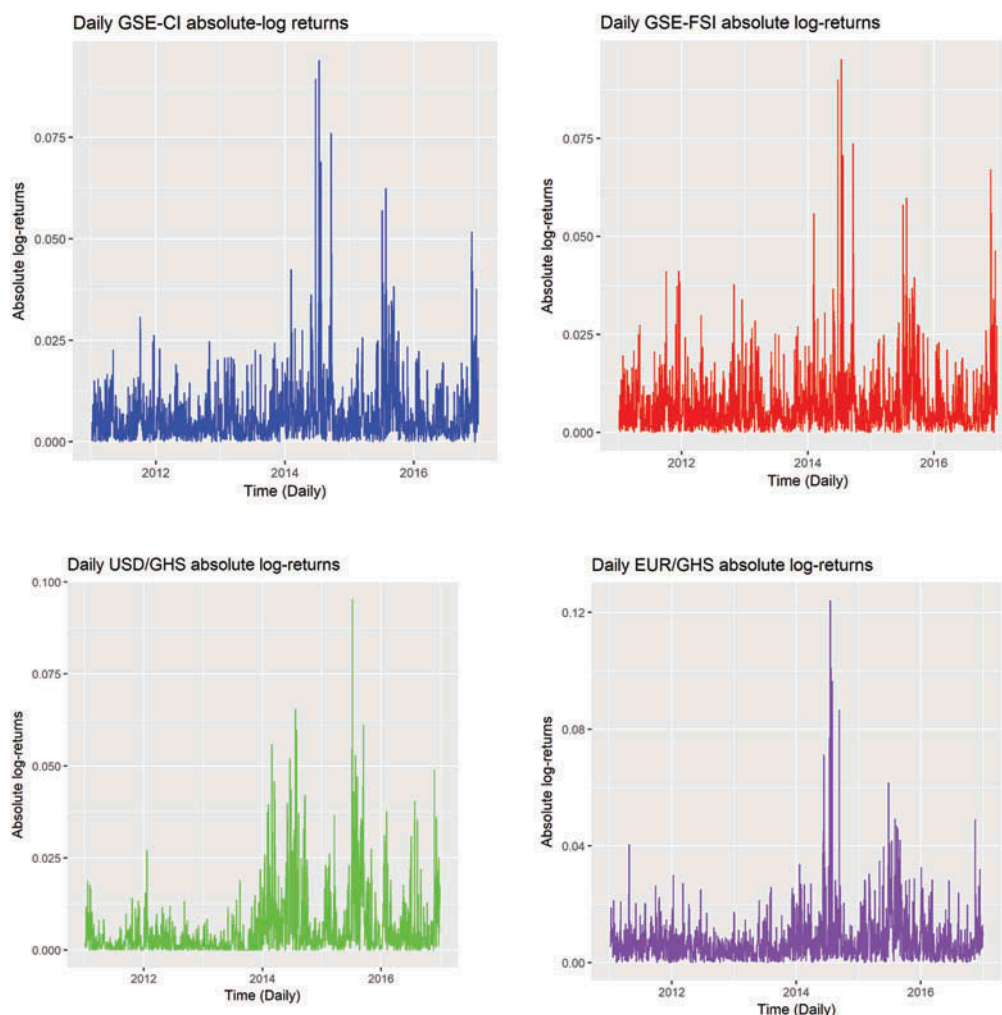 Daily GSE-CI absolute-log returns
Absolute log-returns
0.075
0.050
0.025
0.000
2012 2014 2016
Time (Daily)
Daily GSE-FSI absolute log-returns
Absolute log-returns
0.075
0.050
0.025
0.000
2012 2014 2016
Time (Daily)
Daily USD/GHS absolute log-returns
Absolute log-returns
0.100
0.075
0.050
0.025
0.000
2012 2014 2016
Time (Daily)
Daily EUR/GHS absolute log-returns
Absolute log-returns
0.12
0.08
0.04
0.00
2012 2014 2016
Time (Daily)